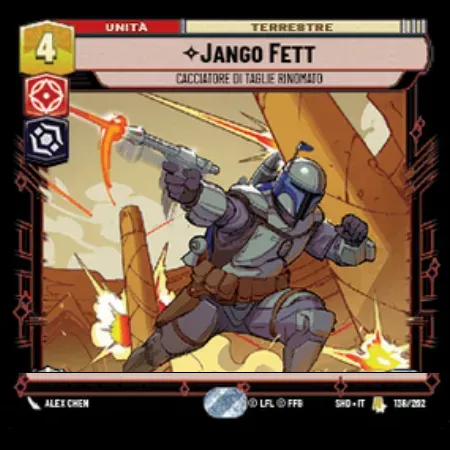 4
UNITÀ
TERRESTRE
JANGO FETT
CACCIATORE DI TAGLIE RINOMATO
ALEX CHEN
© LFL © FFG
SHD • IT
138/262